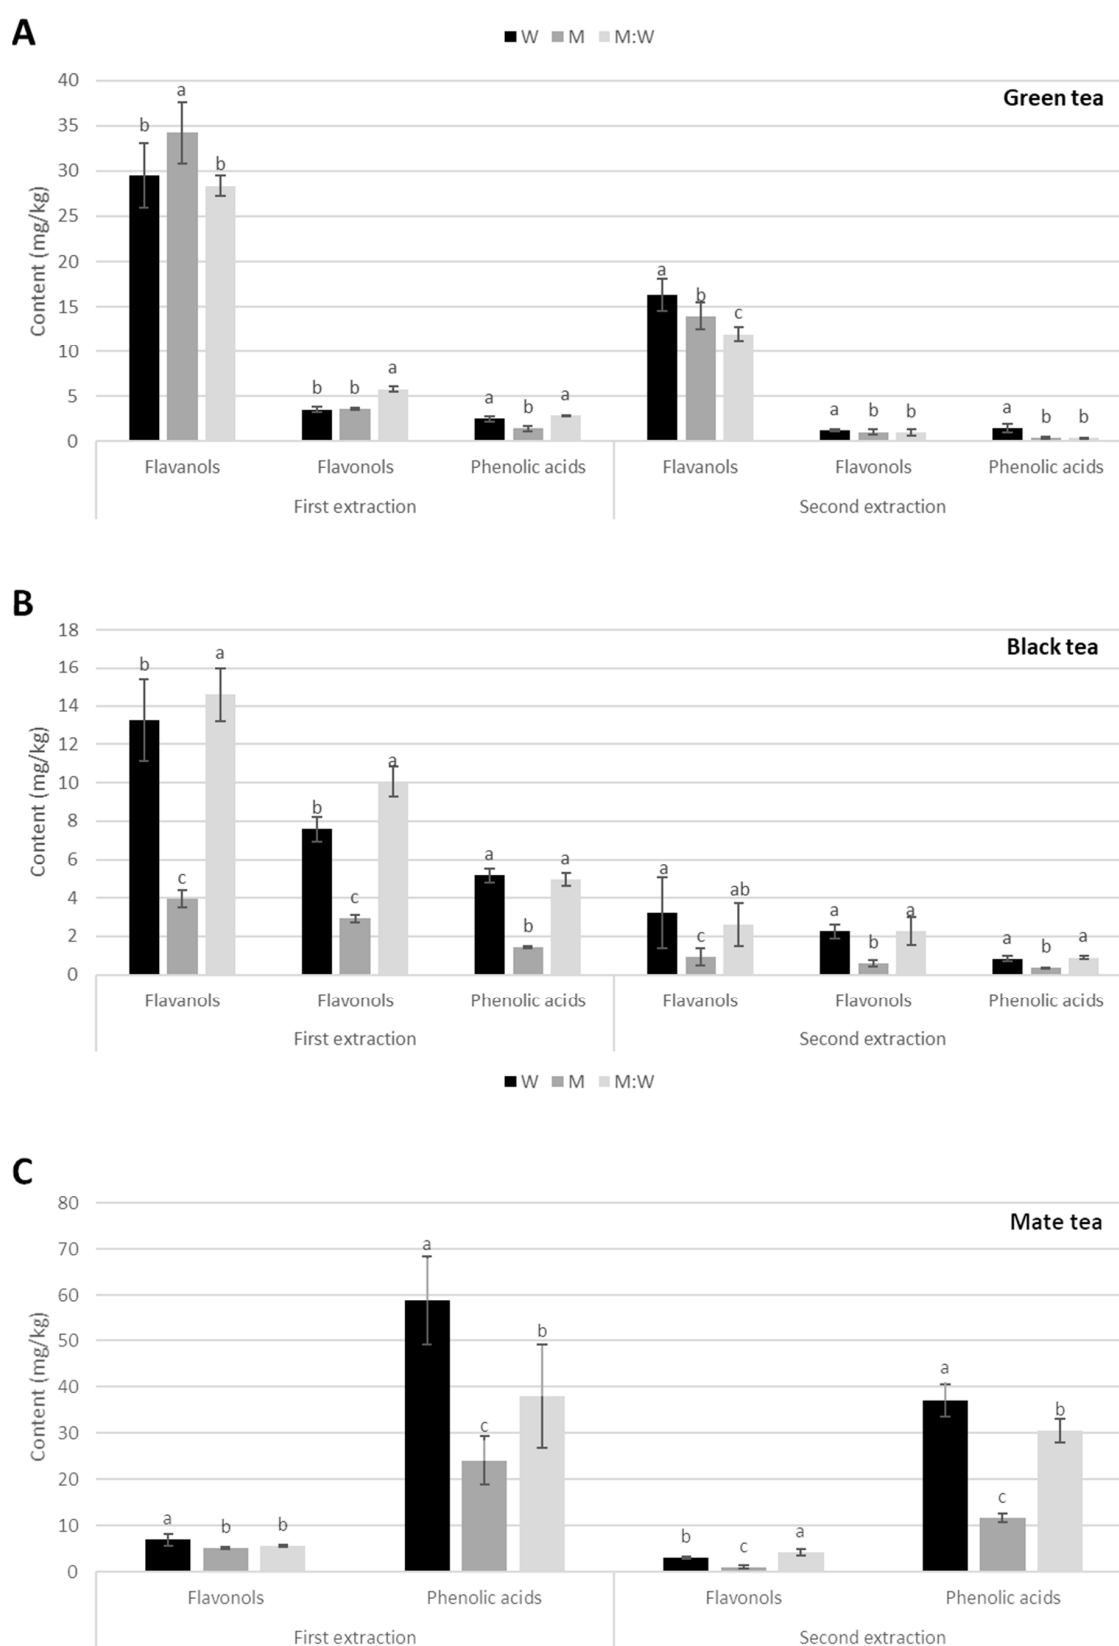 A
W M M:W
Green tea
Content (mg/kg)
40
35
30
25
20
15
10
5
0
b a b
b b a
a b a
a b c
a b b
a b b
Flavanols Flavonols Phenolic acids Flavanols Flavonols Phenolic acids
First extraction Second extraction
B
Black tea
Content (mg/kg)
18
16
14
12
10
8
6
4
2
0
b c a
b c a
a b a
a c ab
a b a
a b a
Flavanols Flavonols Phenolic acids Flavanols Flavonols Phenolic acids
First extraction Second extraction
W M M:W
C
Mate tea
Content (mg/kg)
80
70
60
50
40
30
20
10
0
a b b
a c b
b c a
a c b
Flavonols Phenolic acids Flavonols Phenolic acids
First extraction Second extraction